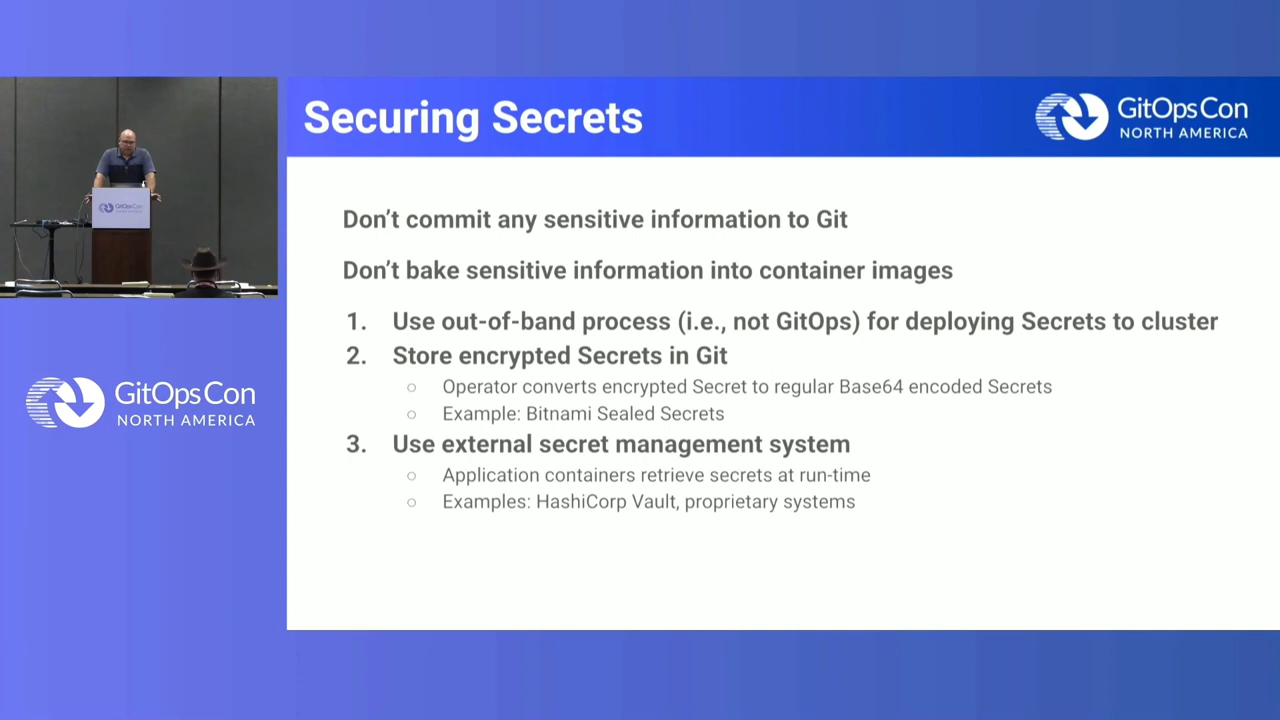 Securing Secrets
GitOpsCon
NORTH AMERICA
Don’t commit any sensitive information to Git
Don’t bake sensitive information into container images
1. Use out-of-band process (i.e., not GitOps) for deploying Secrets to cluster
2. Store encrypted Secrets in Git
○ Operator converts encrypted Secret to regular Base64 encoded Secrets
○ Example: Bitnami Sealed Secrets
3. Use external secret management system
○ Application containers retrieve secrets at run-time
○ Examples: HashiCorp Vault, proprietary systems
GitOpsCon
GitOpsCon
NORTH AMERICA